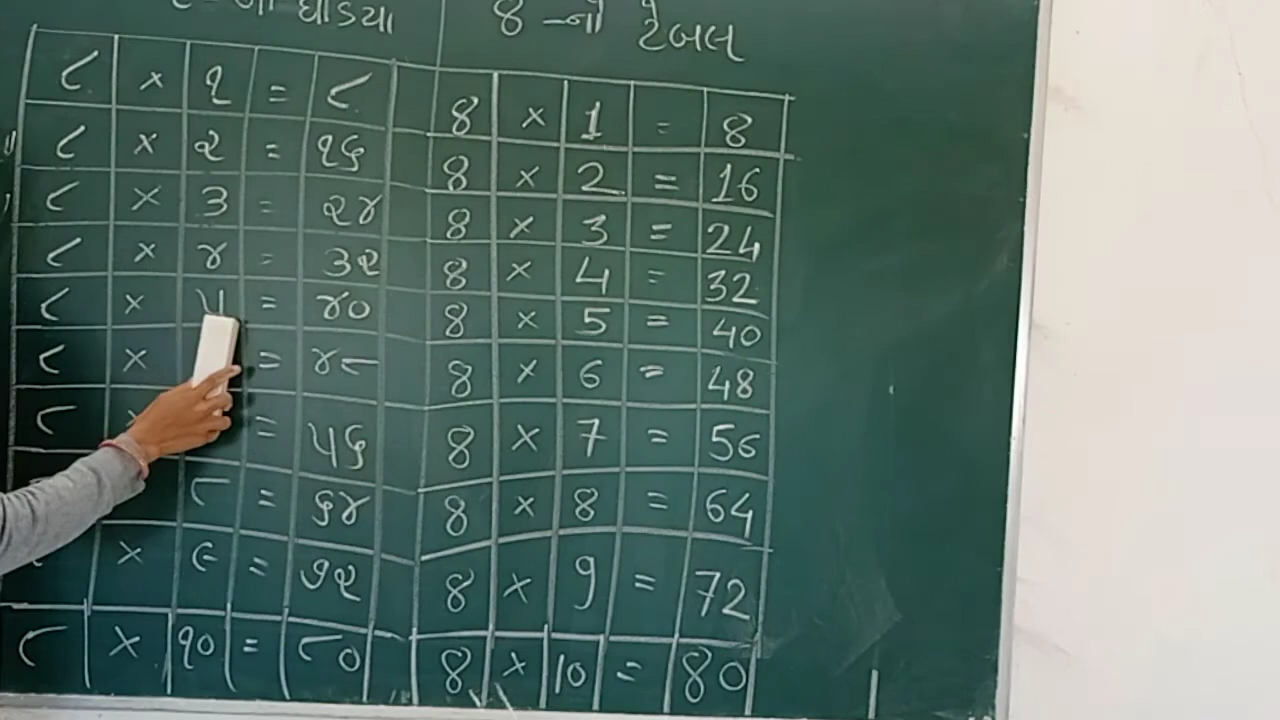 ના ઘડિયા
8 નો ટેબલ
૮ × ૧ = ૮
૮ × ૨ = ૧૬
૮ × ૩ = ૨૪
૮ × ૪ = ૩૨
૮ × ૫ = ૪૦
૮ × = ૪૮
૮ = ૫૬
૮ = ૬૪
× ૯ = ૭૨
૮ × ૧૦ = ૮૦
8 × 1 = 8
8 × 2 = 16
8 × 3 = 24
8 × 4 = 32
8 × 5 = 40
8 × 6 = 48
8 × 7 = 56
8 × 8 = 64
8 × 9 = 72
8 × 10 = 80